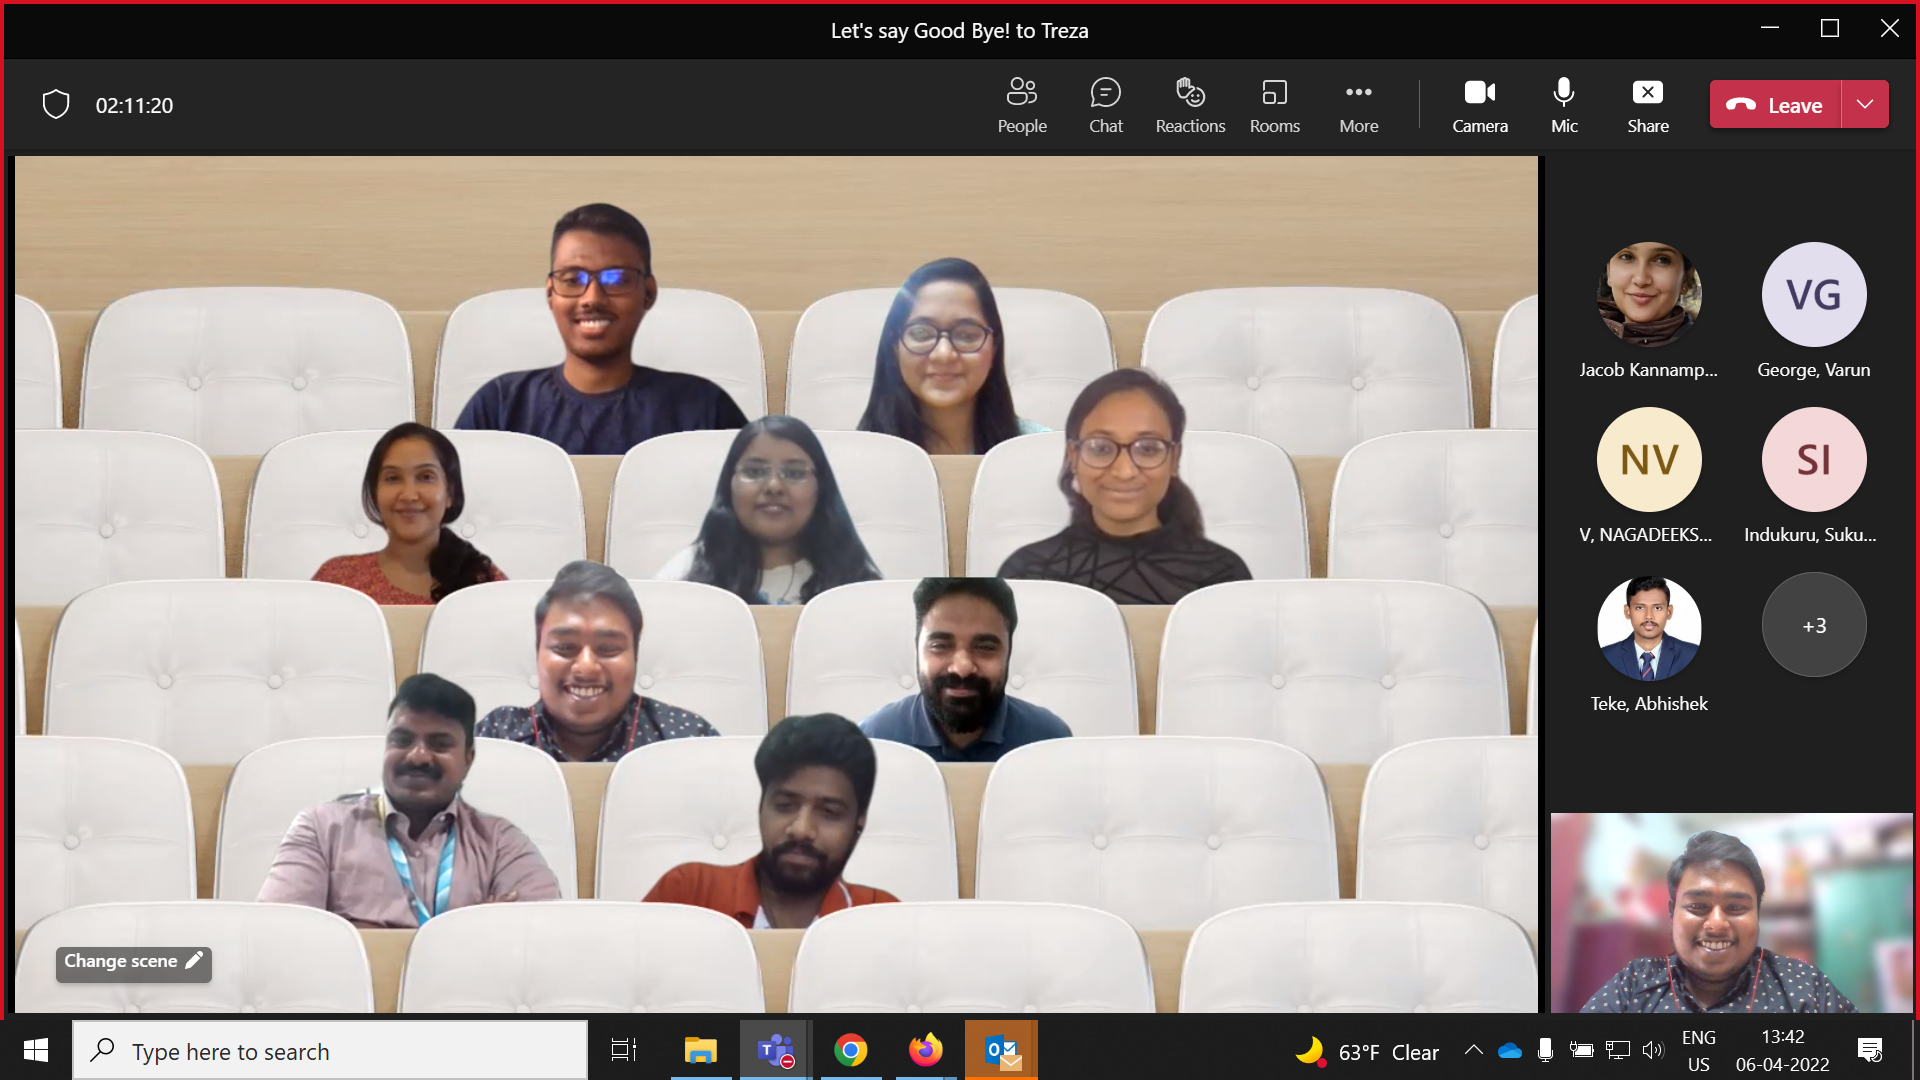 Let's say Good Bye! to Treza
02:11:20
People
Chat
Reactions
Rooms
More
Camera
Mic
Share
Leave
VG
Jacob Kannamp...
George, Varun
NV
SI
V, NAGADEEKS...
Indukuru, Suku...
+3
Teke, Abhishek
Change scene
Type here to search
63°F Clear
ENG
US
13:42
06-04-2022